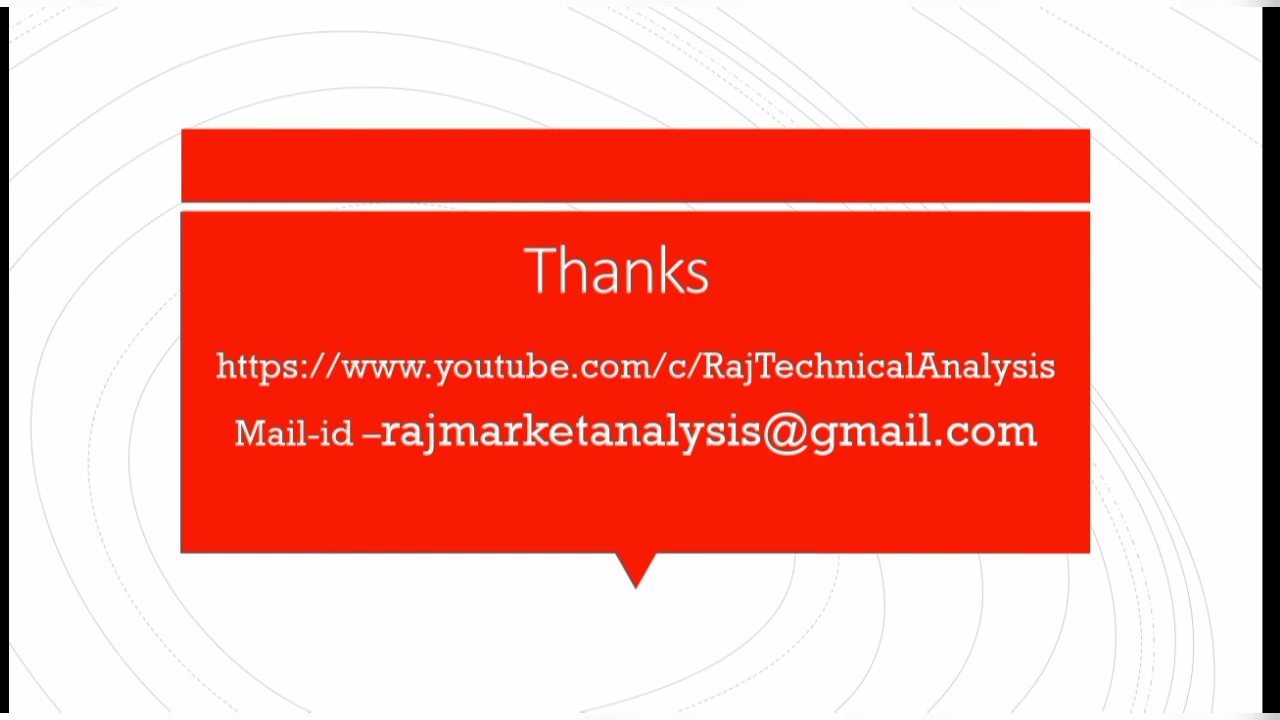 Thanks
https://www.youtube.com/c/RajTechnicalAnalysis
Mail-id –rajmarketanalysis@gmail.com